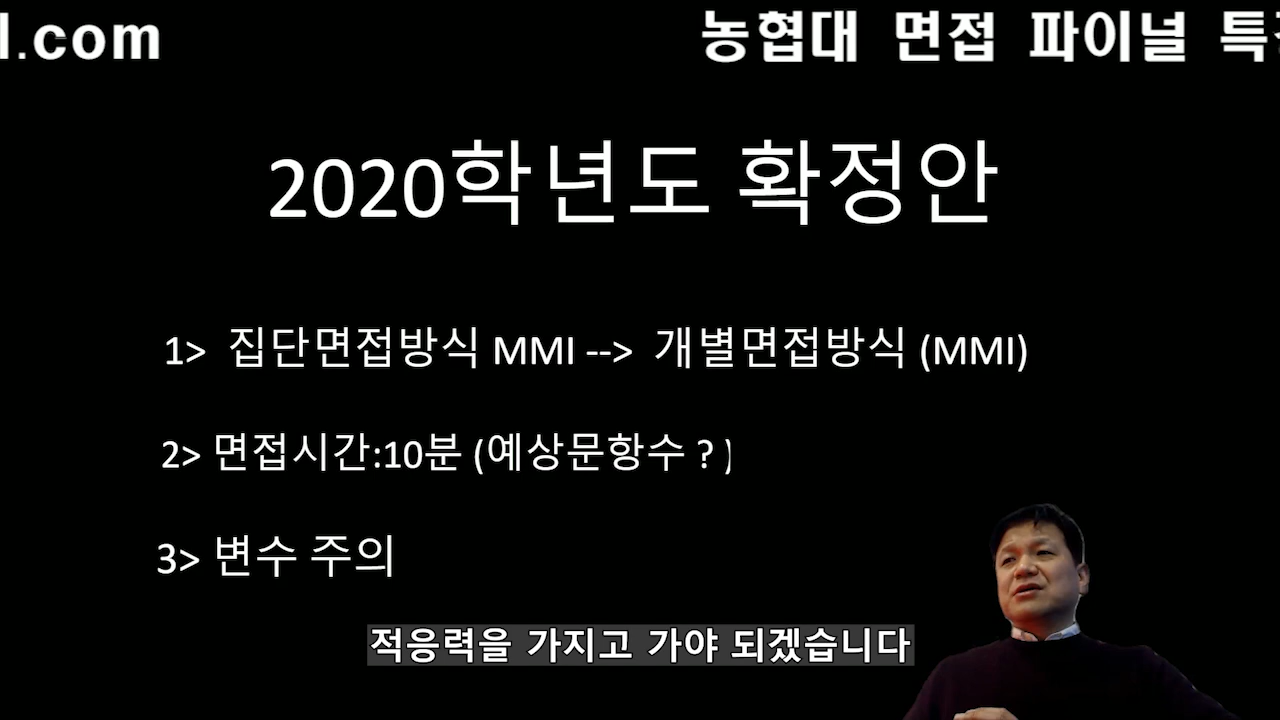 .com
농협대 면접 파이널
2020학년도 확정안
1> 집단면접방식 MMI --> 개별면접방식 (MMI)
2> 면접시간:10분 (예상문항수 ? )
3> 변수 주의
적응력을 가지고 가야 되겠습니다